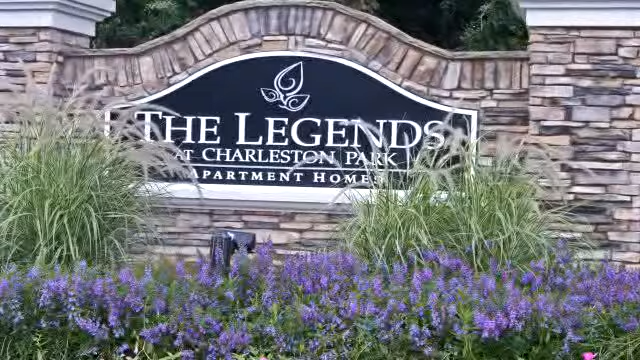 THE LEGENDS
AT CHARLESTON PARK
APARTMENT HOMES